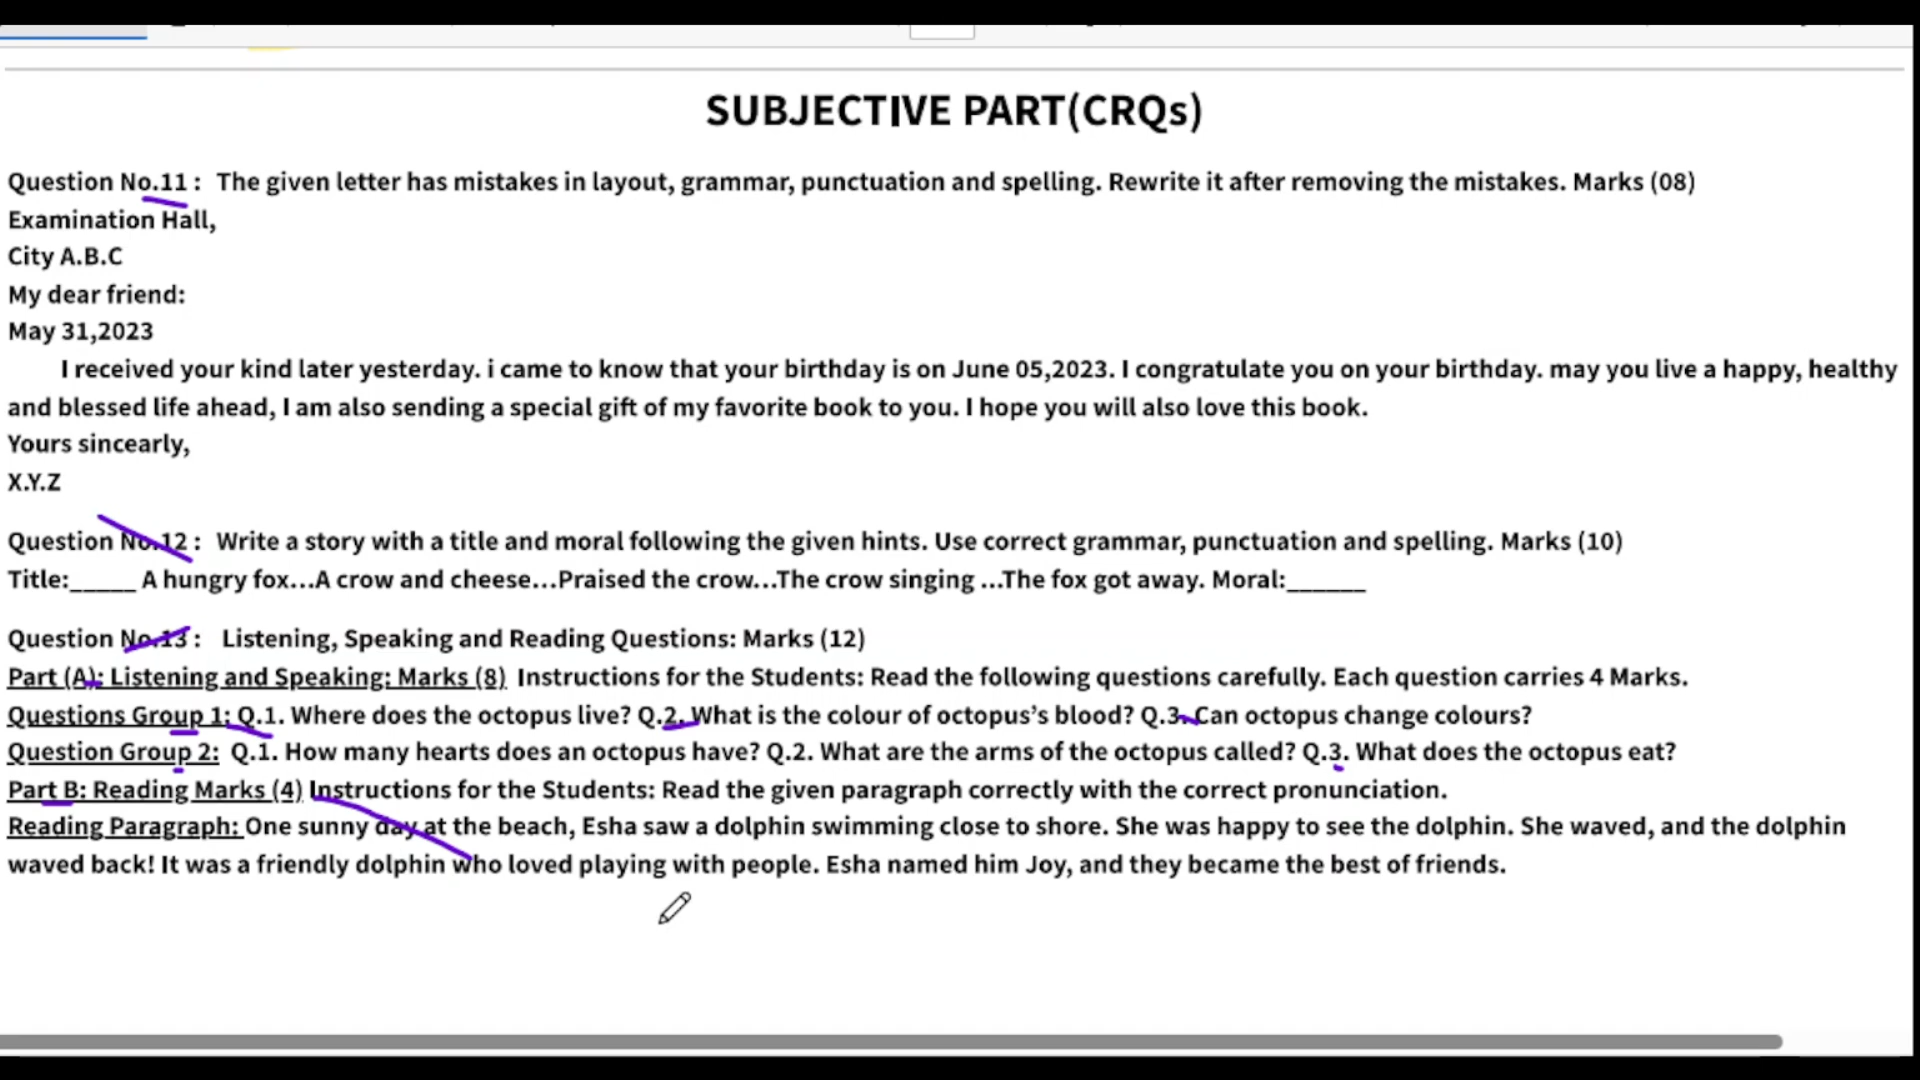 SUBJECTIVE PART(CRQs)
Question No.11 : The given letter has mistakes in layout, grammar, punctuation and spelling. Rewrite it after removing the mistakes. Marks (08)
Examination Hall,
City A.B.C
My dear friend:
May 31,2023
I received your kind later yesterday. i came to know that your birthday is on June 05,2023. I congratulate you on your birthday. may you live a happy, healthy
and blessed life ahead, I am also sending a special gift of my favorite book to you. I hope you will also love this book.
Yours sincearly,
X.Y.Z
Question No.12 : Write a story with a title and moral following the given hints. Use correct grammar, punctuation and spelling. Marks (10)
Title:_____ A hungry fox...A crow and cheese...Praised the crow...The crow singing ...The fox got away. Moral:______
Question No.13 : Listening, Speaking and Reading Questions: Marks (12)
Part (A): Listening and Speaking: Marks (8) Instructions for the Students: Read the following questions carefully. Each question carries 4 Marks.
Questions Group 1: Q.1. Where does the octopus live? Q.2. What is the colour of octopus's blood? Q.3. Can octopus change colours?
Question Group 2: Q.1. How many hearts does an octopus have? Q.2. What are the arms of the octopus called? Q.3. What does the octopus eat?
Part B: Reading Marks (4) Instructions for the Students: Read the given paragraph correctly with the correct pronunciation.
Reading Paragraph: One sunny day at the beach, Esha saw a dolphin swimming close to shore. She was happy to see the dolphin. She waved, and the dolphin
waved back! It was a friendly dolphin who loved playing with people. Esha named him Joy, and they became the best of friends.